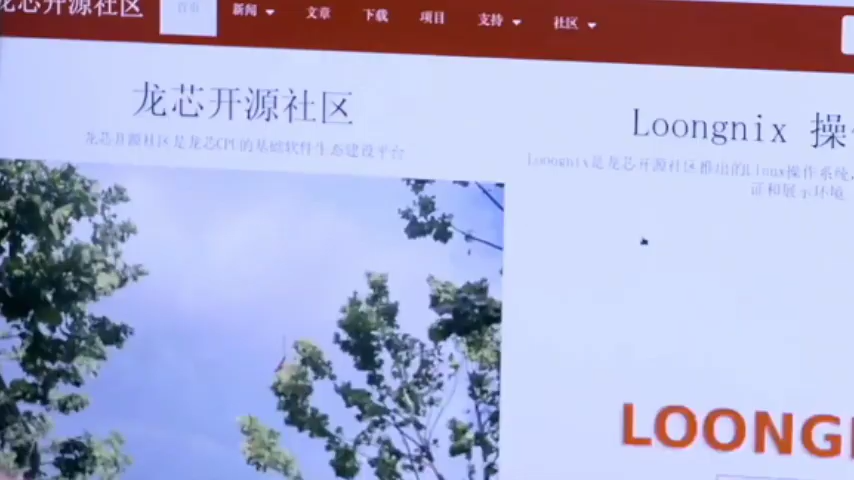 龙芯开源社区 首页 新闻 文章 下载 项目 支持 社区
龙芯开源社区
龙芯开源社区是龙芯CPU的基础软件生态建设平台
Loongnix 操
Loongnix是龙芯开源社区推出的Linux操作系统,
证和展示环境
LOONG